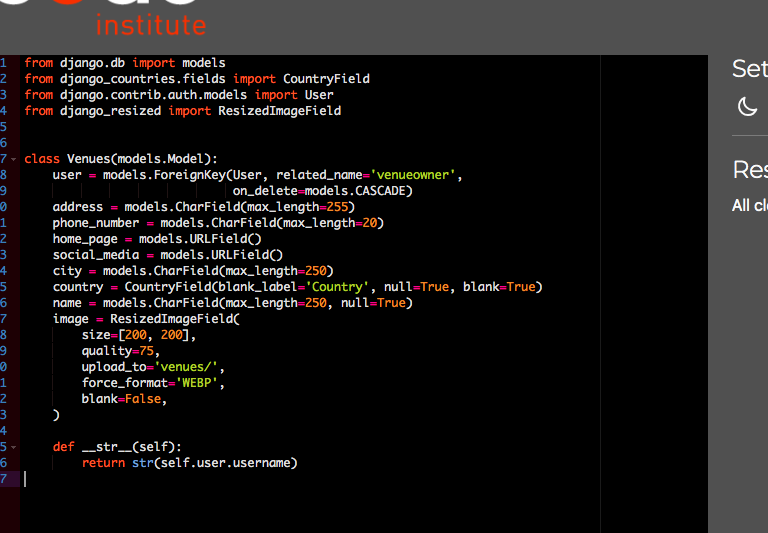 institute
1 from django.db import models
2 from django_countries.fields import CountryField
3 from django.contrib.auth.models import User
4 from django_resized import ResizedImageField
5
6
7 class Venues(models.Model):
8     user = models.ForeignKey(User, related_name='venueowner',
9                              on_delete=models.CASCADE)
0     address = models.CharField(max_length=255)
1     phone_number = models.CharField(max_length=20)
2     home_page = models.URLField()
3     social_media = models.URLField()
4     city = models.CharField(max_length=250)
5     country = CountryField(blank_label='Country', null=True, blank=True)
6     name = models.CharField(max_length=250, null=True)
7     image = ResizedImageField(
8         size=[200, 200],
9         quality=75,
0         upload_to='venues/',
1         force_format='WEBP',
2         blank=False,
3     )
4
5     def __str__(self):
6         return str(self.user.username)
7
Set
Res
All cl